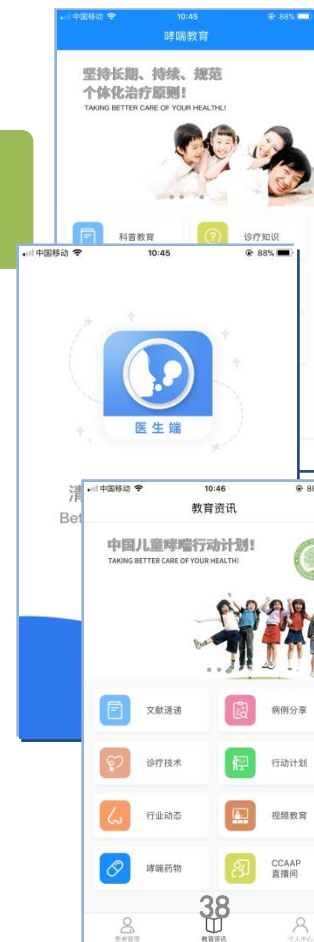 中国移动 10:45 88%
哮喘教育
坚持长期、持续、规范
个体化治疗原则!
TAKING BETTER CARE OF YOUR HEALTHL!
科普教育
诊疗知识
中国移动 10:45 88%
医生端
清
Bet
中国移动 10:46 88
教育资讯
中国儿童哮喘行动计划!
TAKING BETTER CARE OF YOUR HEALTH!
文献速递
病例分享
诊疗技术
行动计划
行业动态
视频教育
哮喘药物
CCAAP
直播间
38
患者管理
教育资讯
个人中心